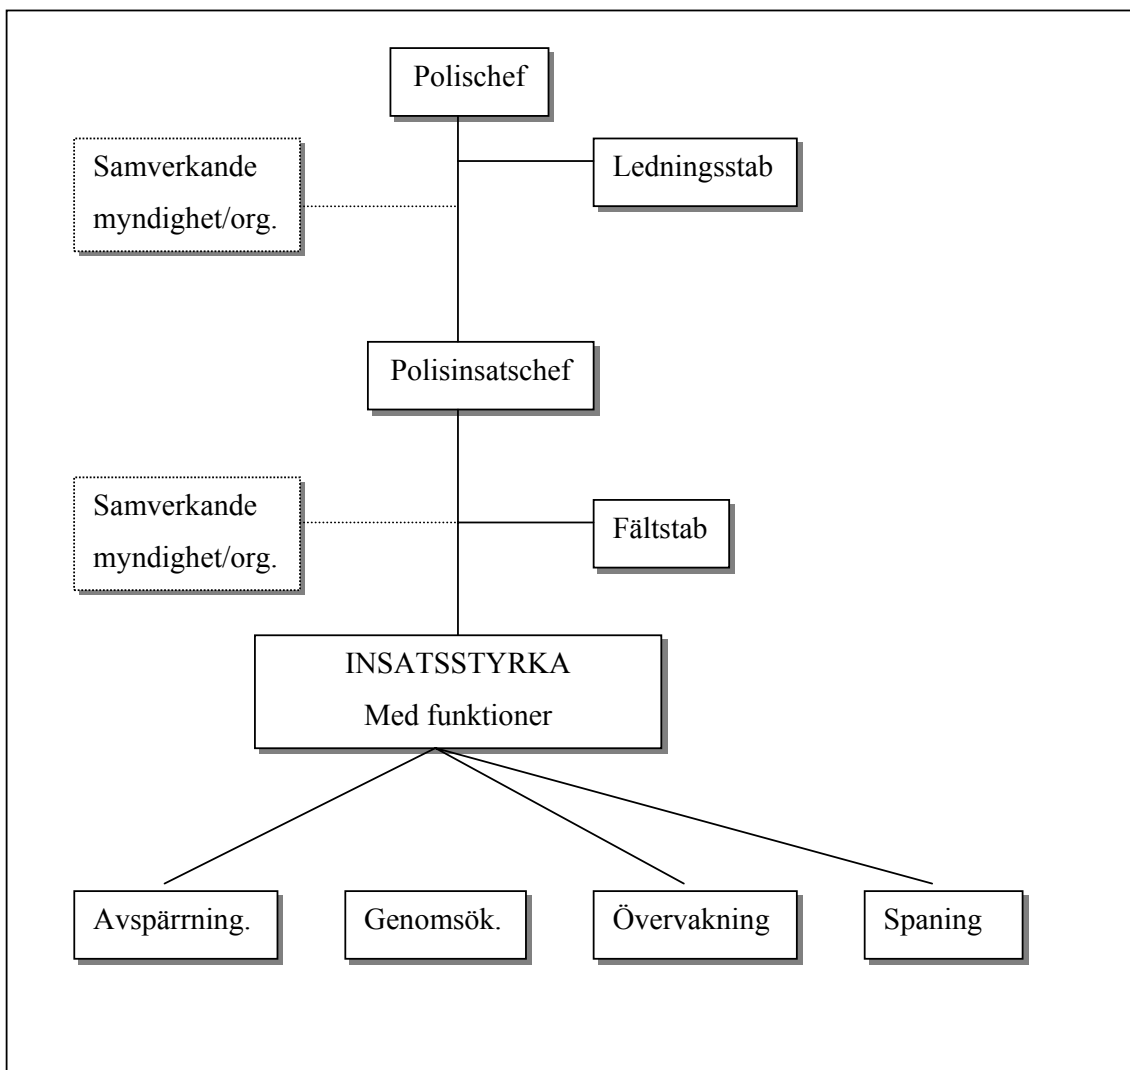 Polischef
Samverkande
myndighet/org.
Ledningsstab
Polisinsatschef
Samverkande
myndighet/org.
Fältstab
INSATSSTYRKA
Med funktioner
Avspärrning.
Genomsök.
Övervakning
Spaning